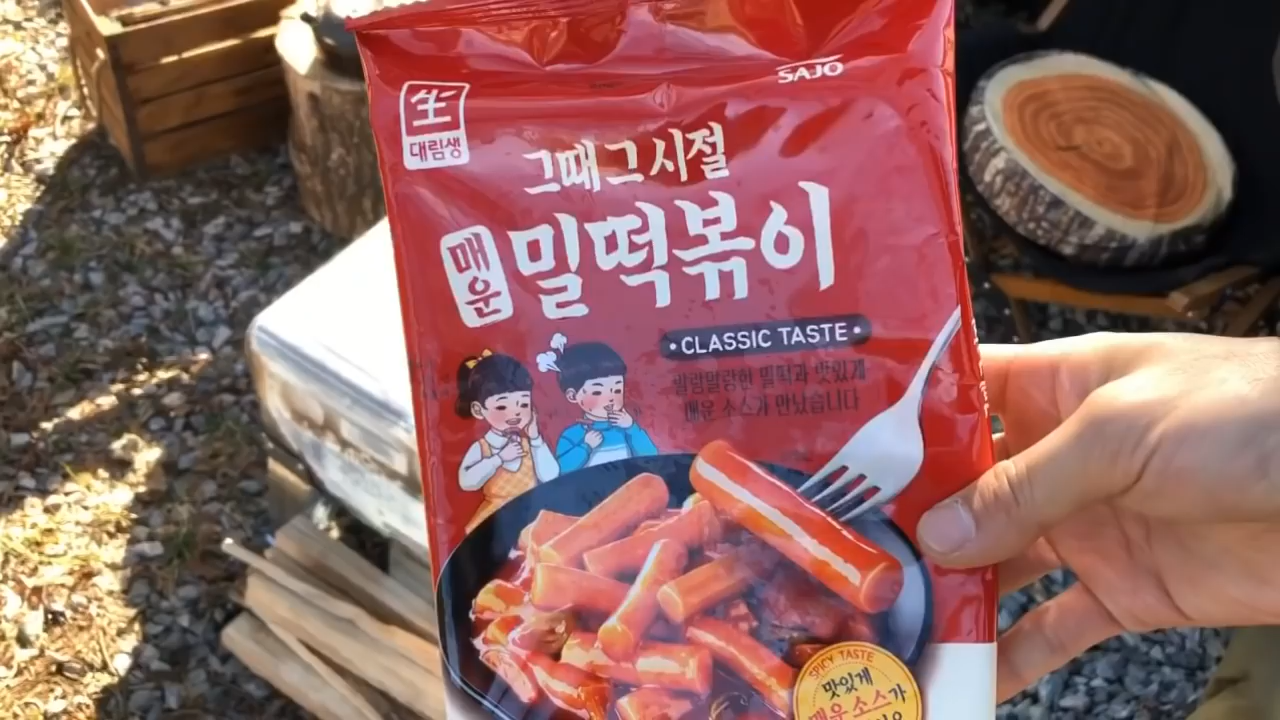 SAJO
生
대림생
그때 그 시절
매운
밀떡볶이
• CLASSIC TASTE •
말랑말랑한 밀떡과 맛있게
매운 소스가 만났습니다
SPICY TASTE
맛있게
매운 소스가